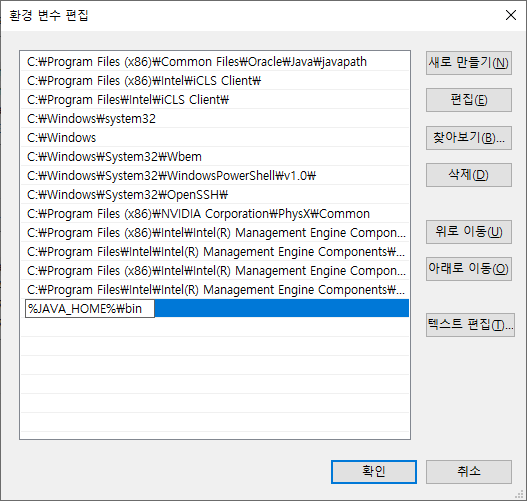 환경 변수 편집
C:₩Program Files (x86)₩Common Files₩Oracle₩Java₩javapath
C:₩Program Files (x86)₩Intel₩iCLS Client₩
C:₩Program Files₩Intel₩iCLS Client₩
C:₩Windows₩system32
C:₩Windows
C:₩Windows₩System32₩Wbem
C:₩Windows₩System32₩WindowsPowerShell₩v1.0₩
C:₩Windows₩System32₩OpenSSH₩
C:₩Program Files (x86)₩NVIDIA Corporation₩PhysX₩Common
C:₩Program Files (x86)₩Intel₩Intel(R) Management Engine Compon...
C:₩Program Files₩Intel₩Intel(R) Management Engine Components₩...
C:₩Program Files (x86)₩Intel₩Intel(R) Management Engine Compon...
C:₩Program Files₩Intel₩Intel(R) Management Engine Components₩...
%JAVA_HOME%₩bin
새로 만들기(N)
편집(E)
찾아보기(B)...
삭제(D)
위로 이동(U)
아래로 이동(O)
텍스트 편집(T)...
확인
취소